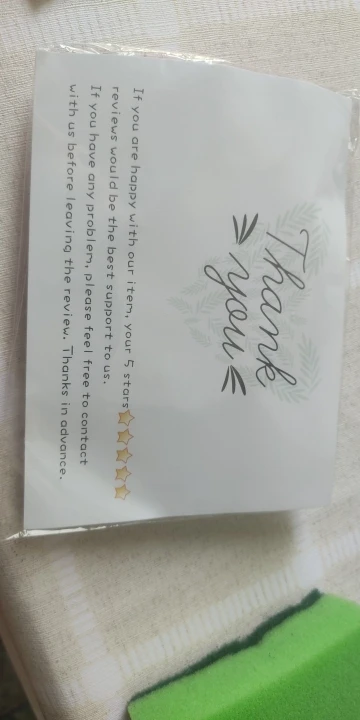 Thank
you
If you are happy with our item, your 5 stars⭐⭐⭐⭐⭐
reviews would be the best support to us.
If you have any problem, please feel free to contact
with us before leaving the review. Thanks in advance.